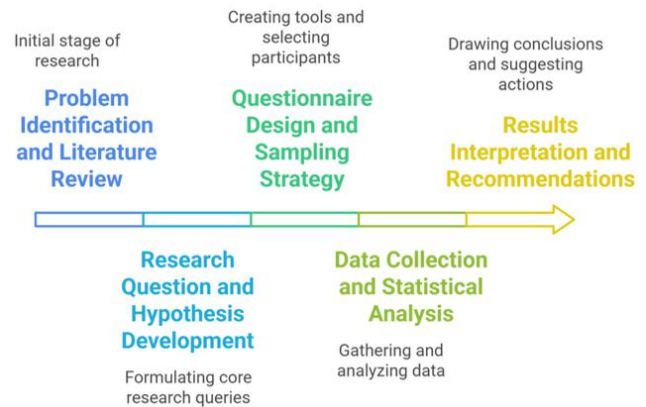 Initial stage of
research
Problem
Identification
and Literature
Review
Research
Question and
Hypothesis
Development
Formulating core
research queries
Creating tools and
selecting
participants
Questionnaire
Design and
Sampling
Strategy
Data Collection
and Statistical
Analysis
Gathering and
analyzing data
Drawing conclusions
and suggesting
actions
Results
Interpretation and
Recommendations